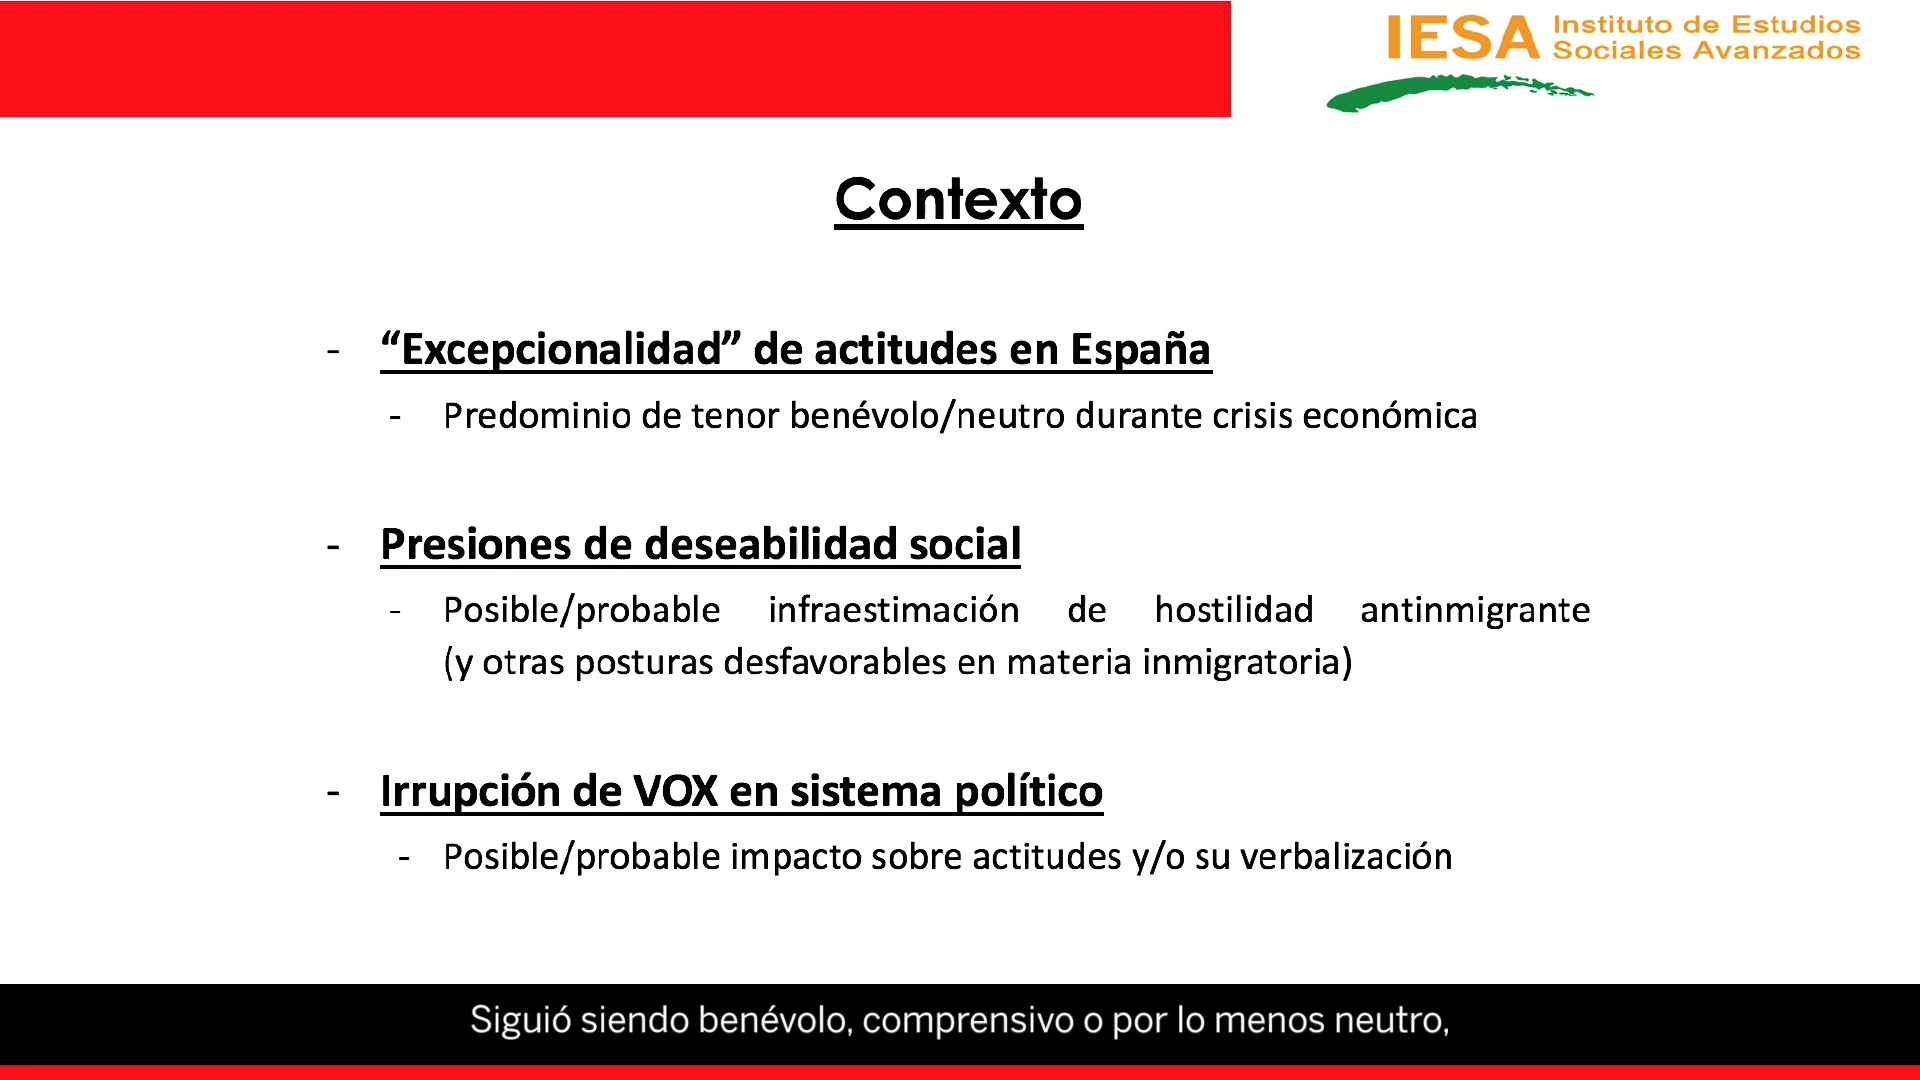 IESA Instituto de Estudios
Sociales Avanzados
Contexto
- “Excepcionalidad” de actitudes en España
- Predominio de tenor benévolo/neutro durante crisis económica
- Presiones de deseabilidad social
- Posible/probable infraestimación de hostilidad antinmigrante
(y otras posturas desfavorables en materia inmigratoria)
- Irrupción de VOX en sistema político
- Posible/probable impacto sobre actitudes y/o su verbalización
Siguió siendo benévolo, comprensivo o por lo menos neutro,